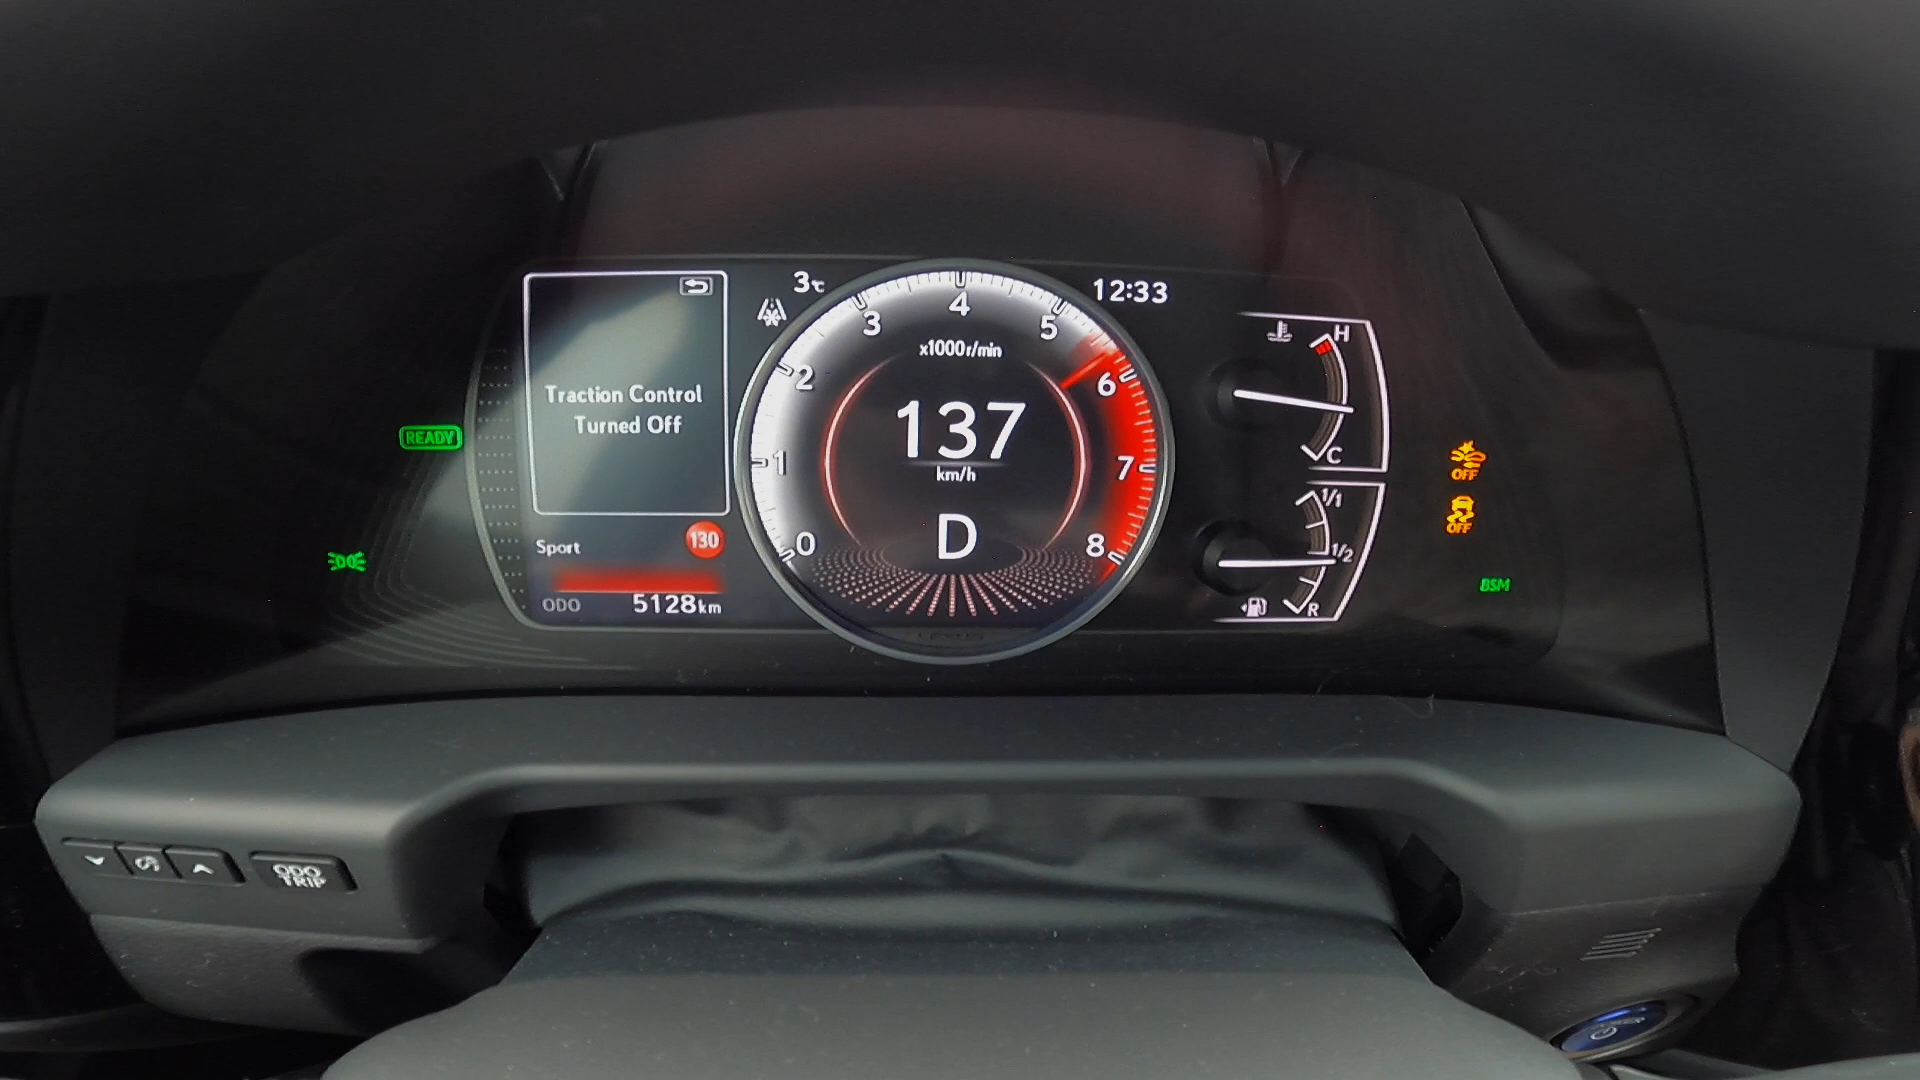 3℃
12:33
Traction Control
Turned Off
0
1
2
3
4
5
6
7
8
x1000r/min
137
km/h
D
H
C
1/1
1/2
R
READY
Sport
130
ODO 5128km
OFF
OFF
BSM
ODO
TRIP